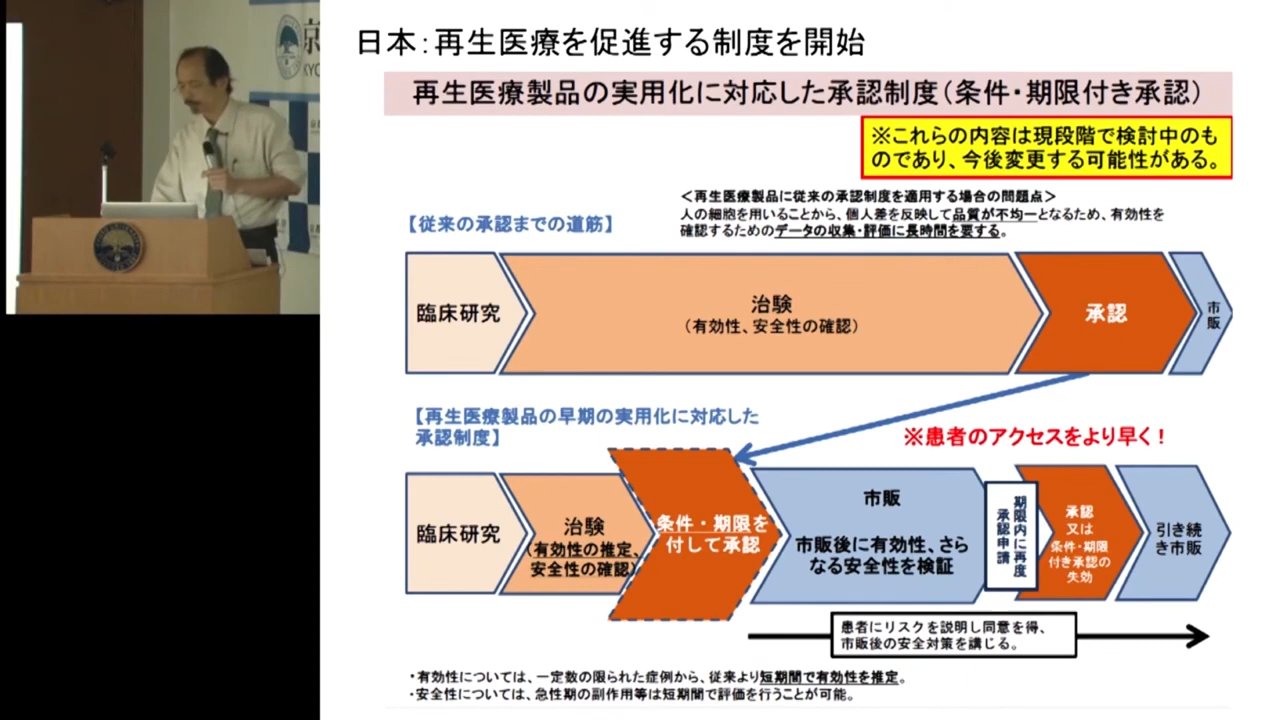 日本：再生医療を促進する制度を開始
再生医療製品の実用化に対応した承認制度（条件・期限付き承認）
※これらの内容は現段階で検討中のも
のであり、今後変更する可能性がある。
＜再生医療製品に従来の承認制度を適用する場合の問題点＞
人の細胞を用いることから、個人差を反映して品質が不均一となるため、有効性を
確認するためのデータの収集・評価に長時間を要する。
【従来の承認までの道筋】
臨床研究
治験
（有効性、安全性の確認）
承認
市
販
【再生医療製品の早期の実用化に対応した
承認制度】
※患者のアクセスをより早く！
臨床研究
治験
（有効性の推定、
安全性の確認）
条件・期限を
付して承認
市販
市販後に有効性、さら
なる安全性を検証
期限内に再度
承認申請
承認
又は
条件・期限
付き承認の
失効
引き続
き市販
患者にリスクを説明し同意を得、
市販後の安全対策を講じる。
・有効性については、一定数の限られた症例から、従来より短期間で有効性を推定。
・安全性については、急性期の副作用等は短期間で評価を行うことが可能。
京
KYO